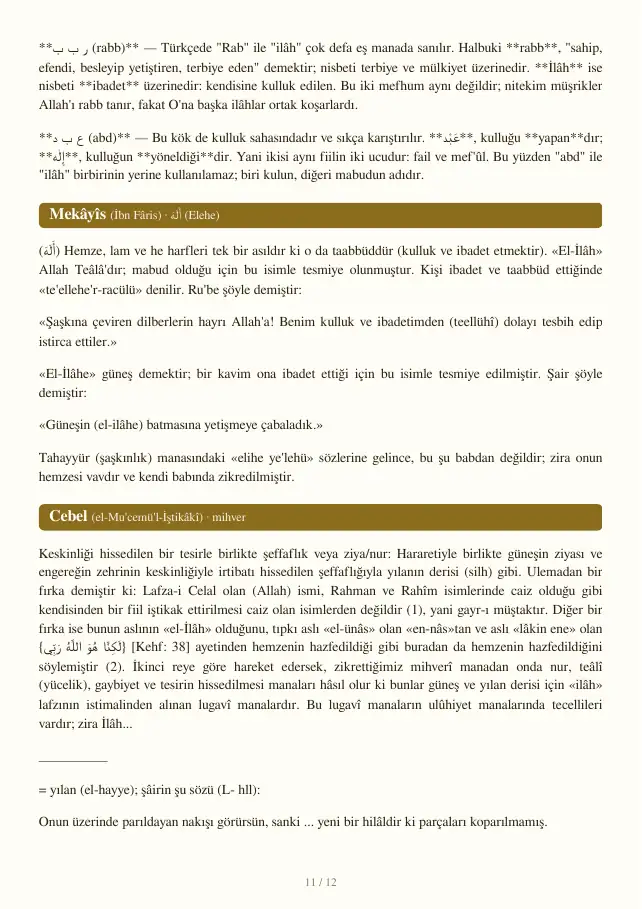 **ر ب ب (rabb)** — Türkçede "Rab" ile "ilâh" çok defa eş manada sanılır. Halbuki **rabb**, "sahip,
efendi, besleyip yetiştiren, terbiye eden" demektir; nisbeti terbiye ve mülkiyet üzerinedir. **İlâh** ise
nisbeti **ibadet** üzerinedir: kendisine kulluk edilen. Bu iki mefhum aynı değildir; nitekim müşrikler
Allah'ı rabb tanır, fakat O'na başka ilâhlar ortak koşarlardı.
**ع ب د (abd)** — Bu kök de kulluk sahasındadır ve sıkça karıştırılır. **عَبْد**, kulluğu **yapan**dır;
**إِلَٰه**, kulluğun **yöneldiği**dir. Yani ikisi aynı fiilin iki ucudur: fail ve mef'ûl. Bu yüzden "abd" ile
"ilâh" birbirinin yerine kullanılamaz; biri kulun, diğeri mabudun adıdır.
Mekâyîs (İbn Fâris) · أله (Elehe)
(أَلَهَ) Hemze, lam ve he harfleri tek bir asıldır ki o da taabbüddür (kulluk ve ibadet etmektir). «El-İlâh»
Allah Teâlâ'dır; mabud olduğu için bu isimle tesmiye olunmuştur. Kişi ibadet ve taabbüd ettiğinde
«te'ellehe'r-racülü» denilir. Ru'be şöyle demiştir:
«Şaşkına çeviren dilberlerin hayrı Allah'a! Benim kulluk ve ibadetimden (teellühî) dolayı tesbih edip
istirca ettiler.»
«El-İlâhe» güneş demektir; bir kavim ona ibadet ettiği için bu isimle tesmiye edilmiştir. Şair şöyle
demiştir:
«Güneşin (el-ilâhe) batmasına yetişmeye çabaladık.»
Tahayyür (şaşkınlık) manasındaki «elihe ye'lehü» sözlerine gelince, bu şu babdan değildir; zira onun
hemzesi vavdır ve kendi babında zikredilmiştir.
Cebel (el-Mu'cemü'l-İştikâkî) · mihver
Keskinliği hissedilen bir tesirle birlikte şeffaflık veya ziya/nur: Hararetiyle birlikte güneşin ziyası ve
engereğin zehrinin keskinliğiyle irtibatı hissedilen şeffaflığıyla yılanın derisi (silh) gibi. Ulemadan bir
fırka demiştir ki: Lafza-i Celal olan (Allah) ismi, Rahman ve Rahîm isimlerinde caiz olduğu gibi
kendisinden bir fiil iştikak ettirilmesi caiz olan isimlerden değildir (1), yani gayr-ı müştaktır. Diğer bir
fırka ise bunun aslının «el-İlâh» olduğunu, tıpkı aslı «el-ünâs» olan «en-nâs»tan ve aslı «lâkin ene» olan
{لَٰكِنَّا هُوَ اللَّهُ رَبِّي} [Kehf: 38] ayetinden hemzenin hazfedildiği gibi buradan da hemzenin hazfedildiğini
söylemiştir (2). İkinci reye göre hareket edersek, zikrettiğimiz mihverî manadan onda nur, teâlî
(yücelik), gaybiyet ve tesirin hissedilmesi manaları hâsıl olur ki bunlar güneş ve yılan derisi için «ilâh»
lafzının istimalinden alınan lugavî manalardır. Bu lugavî manaların ulûhiyet manalarında tecellileri
vardır; zira İlâh...
= yılan (el-hayye); şâirin şu sözü (L- hll):
Onun üzerinde parıldayan nakışı görürsün, sanki ... yeni bir hilâldir ki parçaları koparılmamış.
11 / 12